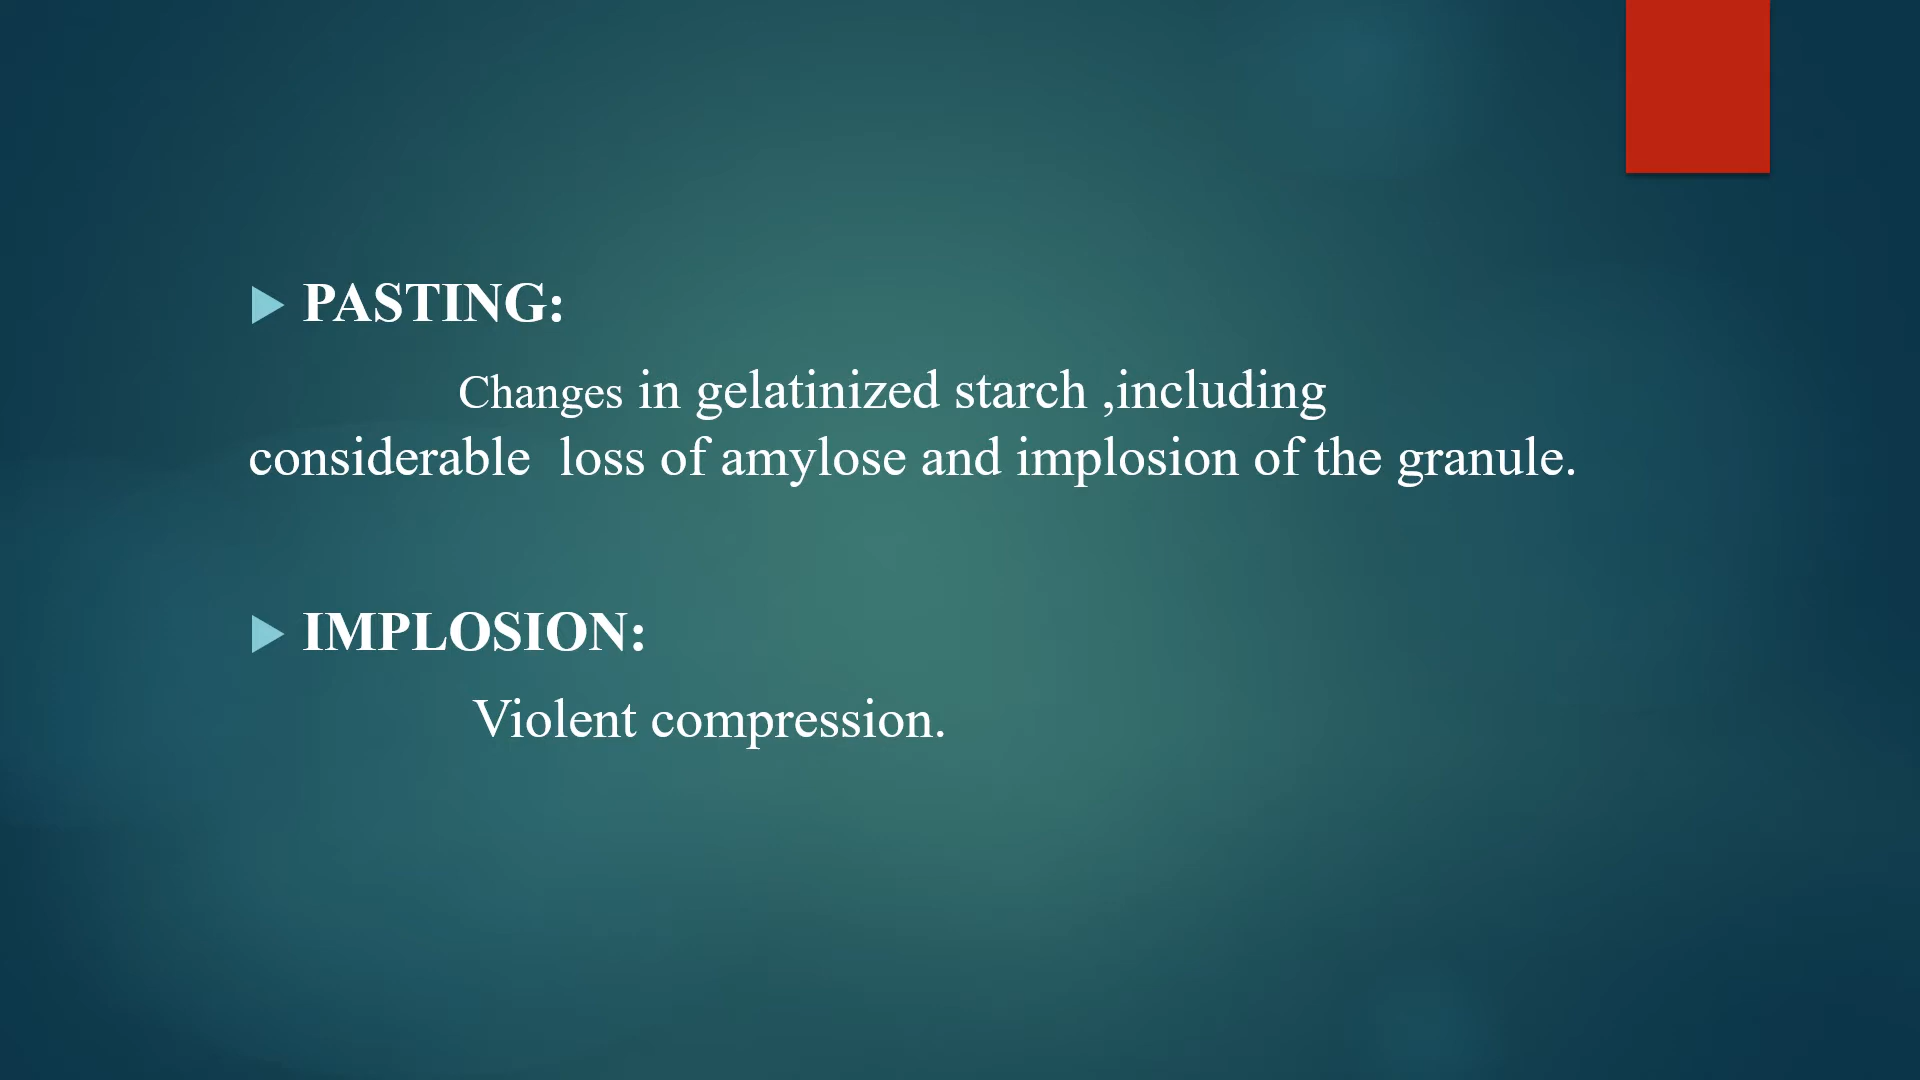 PASTING:
Changes in gelatinized starch ,including
considerable  loss of amylose and implosion of the granule.
IMPLOSION:
Violent compression.